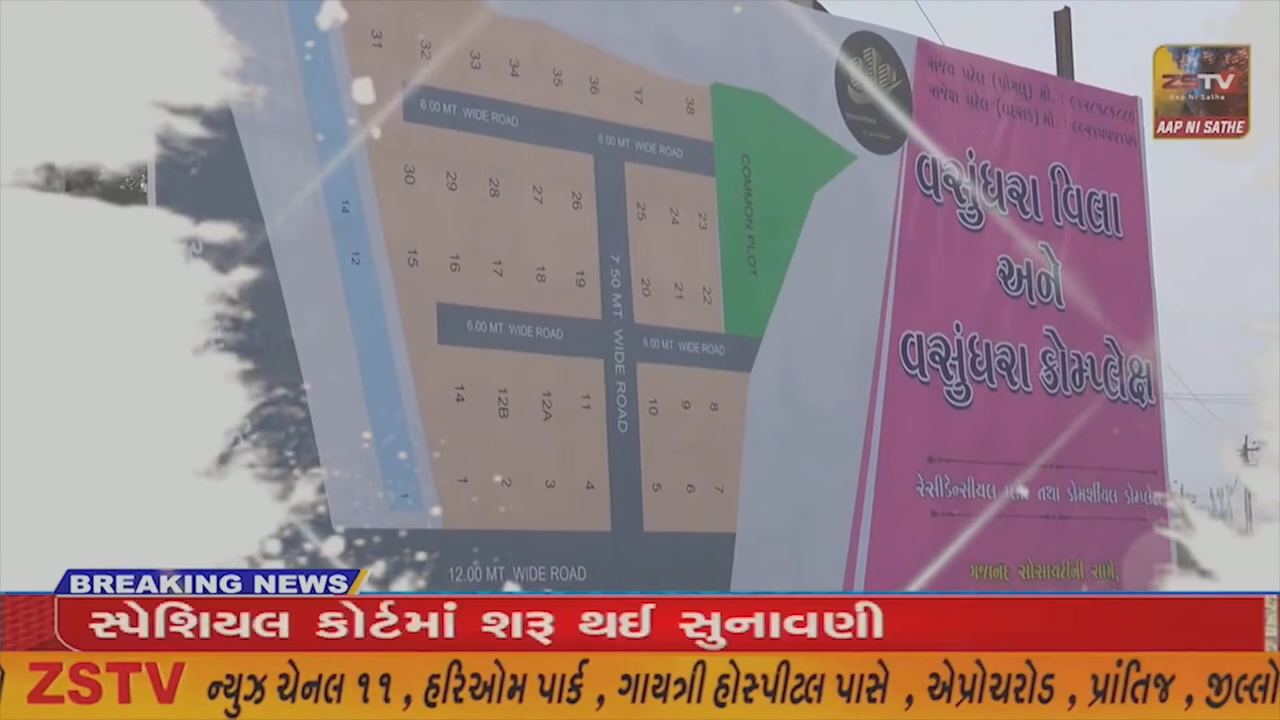 ZSTV
Aap Ni Sathe
AAP NI SATHE
31 32 33 34 35 36 37 38
6.00 MT. WIDE ROAD
6.00 MT. WIDE ROAD
COMMON PLOT
30 29 28 27 26 25 24 23
14
12
15 16 17 18 19 20 21 22
7.50 MT. WIDE ROAD
6.00 MT. WIDE ROAD
6.00 MT. WIDE ROAD
14 12B 12A 11 10 9 8
1 2 3 4 5 6 7
1
12.00 MT. WIDE ROAD
રાજેશ પટેલ
વસુંધરા વિલા
અને
વસુંધરા કોમ્પ્લેક્ષ
રેસીડેન્સીયલ તથા કોમર્શીયલ
ગજાનંદ સોસાયટીની સામે,
BREAKING NEWS
સ્પેશિયલ કોર્ટમાં શરૂ થઈ સુનાવણી
ZSTV ન્યુઝ ચેનલ ૧૧ , હરિઓમ પાર્ક , ગાયત્રી હોસ્પીટલ પાસે , એપ્રોચરોડ , પ્રાંતિજ , જીલ્લો